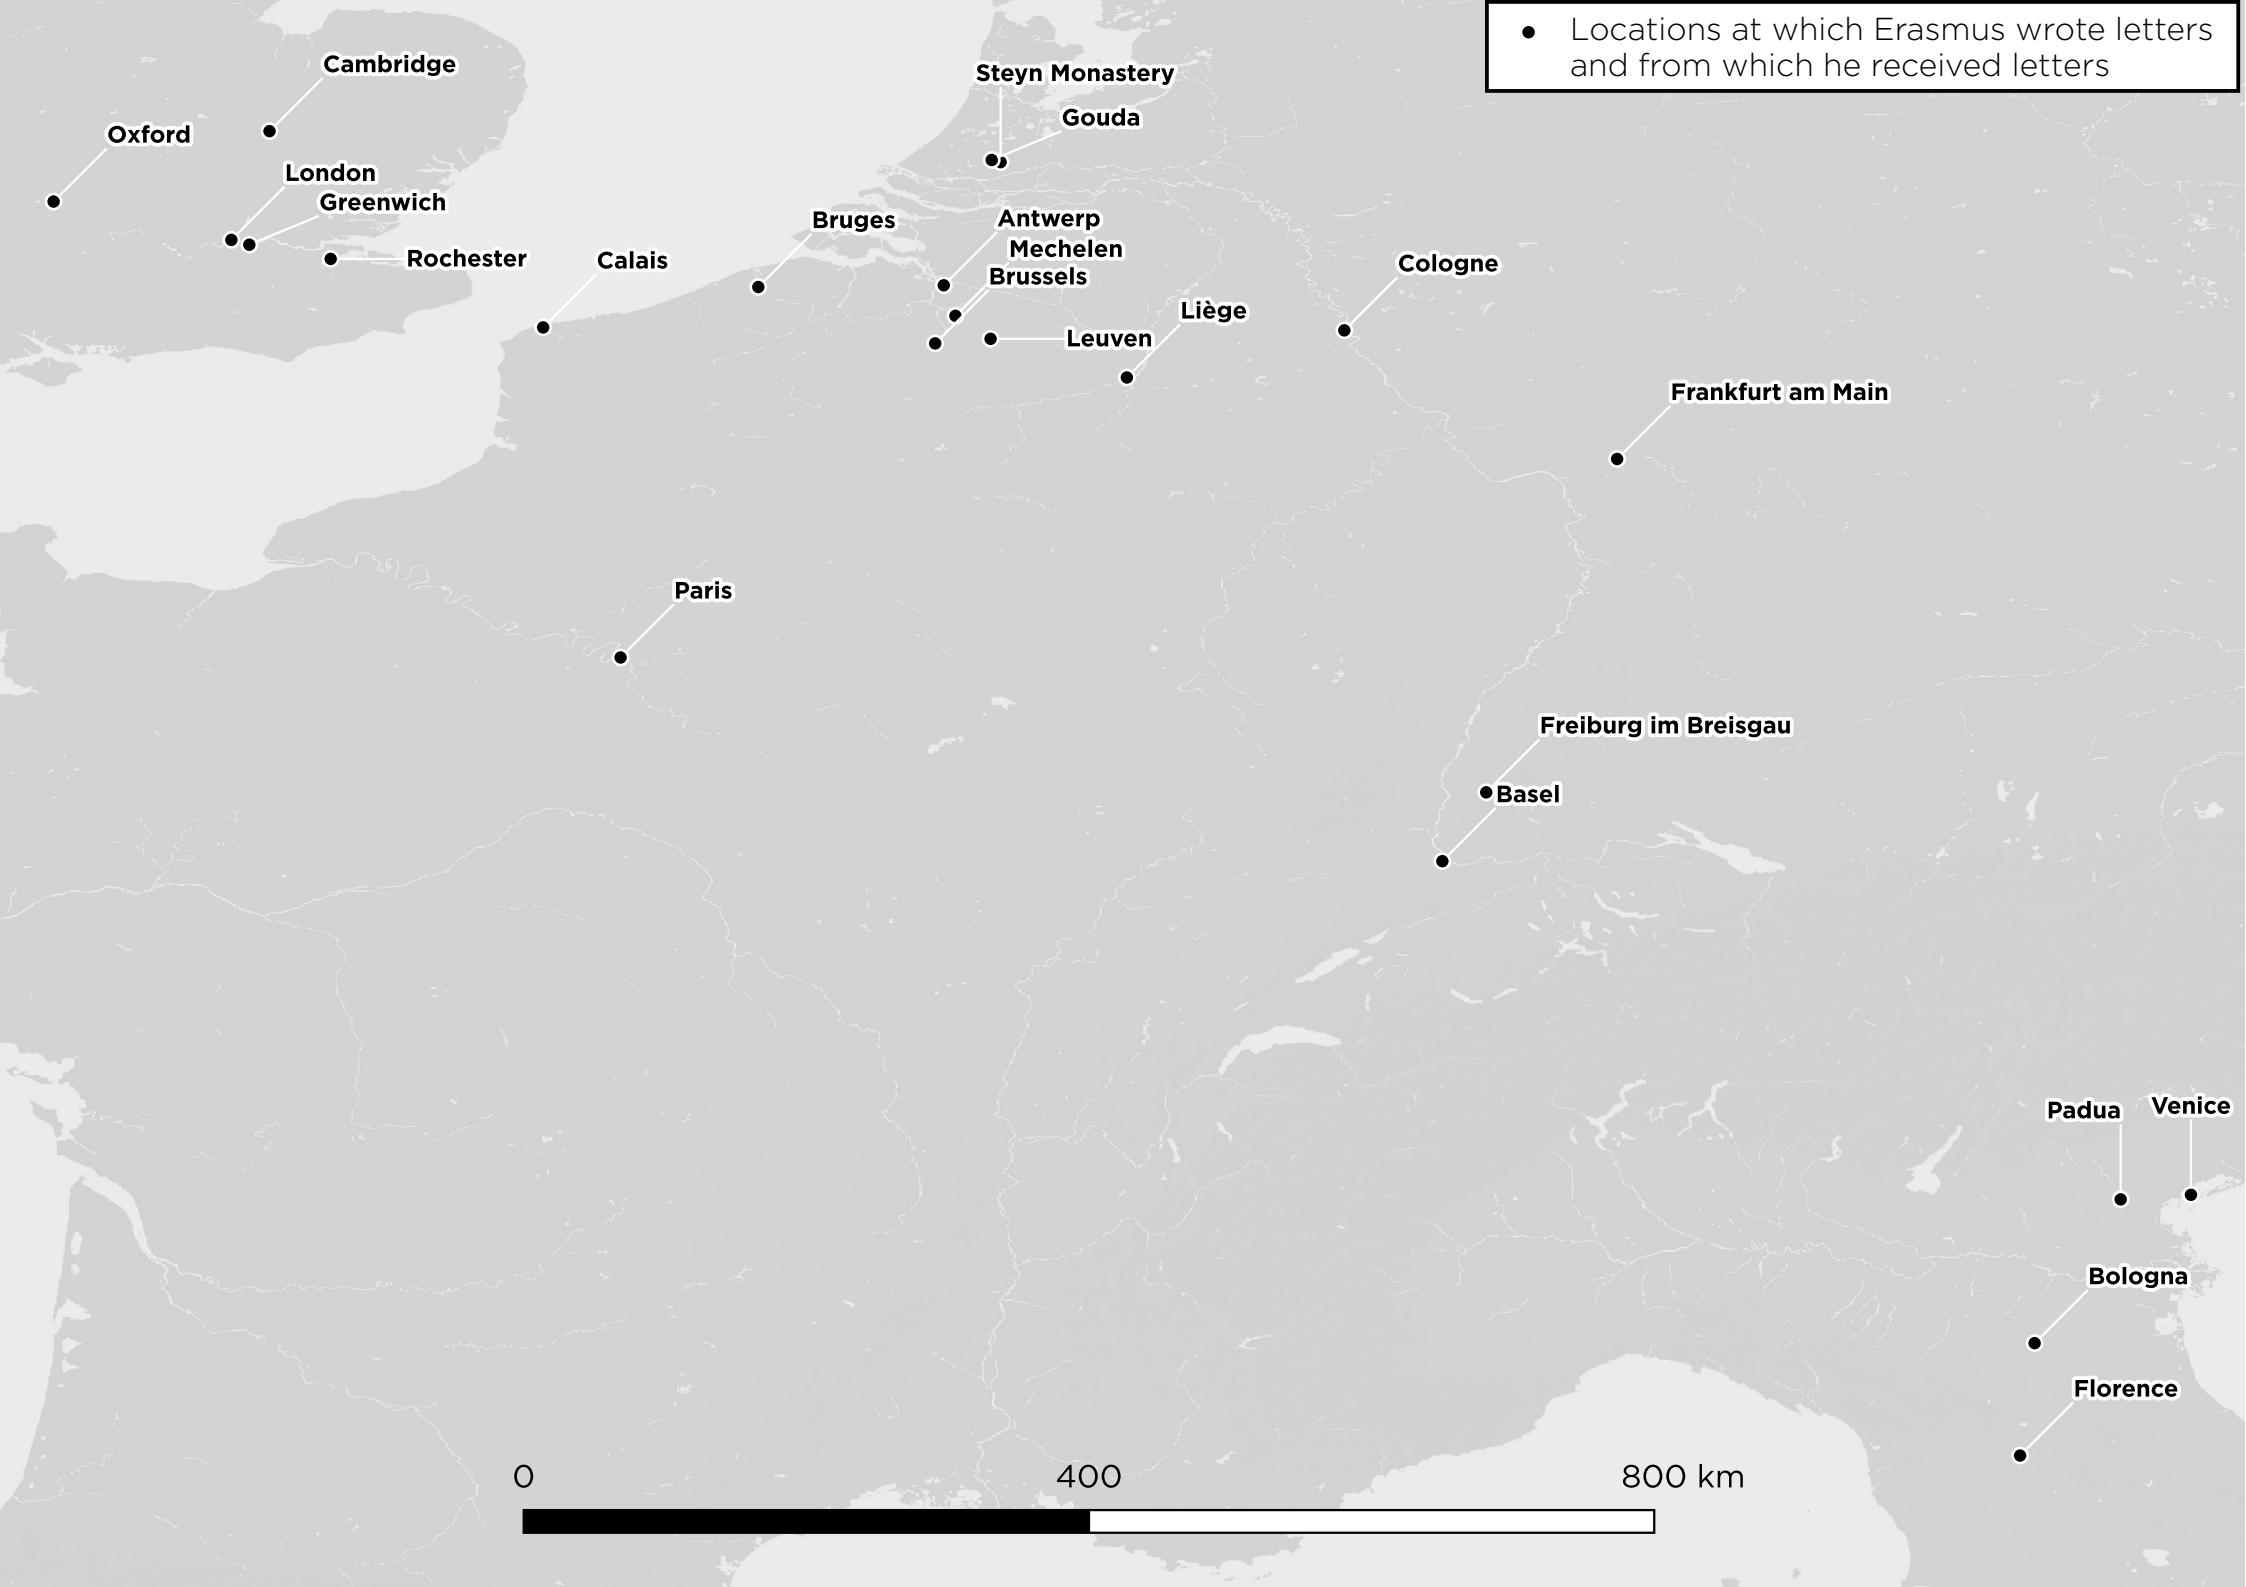 Locations at which Erasmus wrote letters
and from which he received letters
Cambridge
Steyn Monastery
Gouda
Oxford
London
Greenwich
Rochester
Calais
Bruges
Antwerp
Mechelen
Brussels
Leuven
Liège
Cologne
Frankfurt am Main
Paris
Freiburg im Breisgau
Basel
Padua
Venice
Bologna
Florence
0 400 800 km